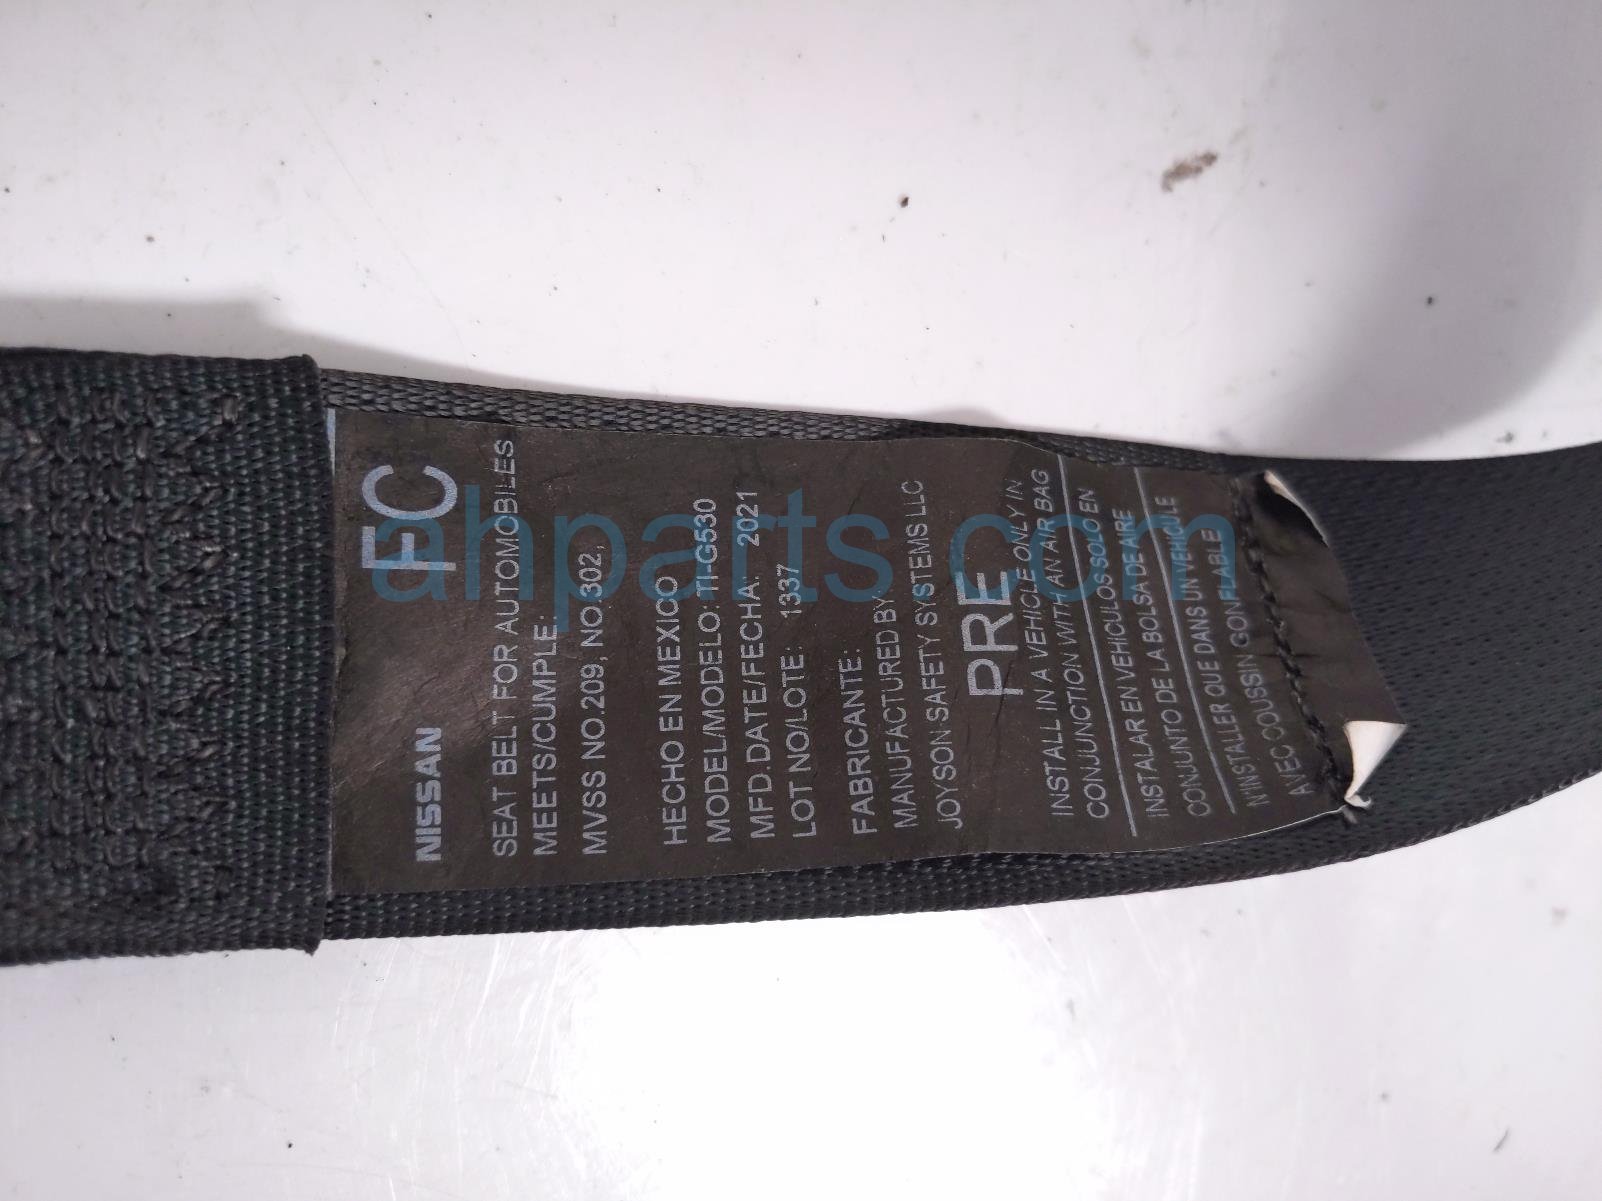 NISSAN FC
SEAT BELT FOR AUTOMOBILES
MEETS/CUMPLE:
MVSS NO.209, NO.302,
HECHO EN MEXICO
MODEL/MODELO: TI-G530
MFD.DATE/FECHA: 2021
LOT NO/LOTE: 1337
FABRICANTE:
MANUFACTURED BY:
JOYSON SAFETY SYSTEMS LLC
PRE
INSTALL IN A VEHICLE ONLY IN
CONJUNCTION WITH AN AIR BAG
INSTALAR EN VEHICULOS SOLO EN
CONJUNTO DE LA BOLSA DE AIRE
N'INSTALLER QUE DANS UN VEHICULE
AVEC COUSSIN GONFLABLE
ahparts.com